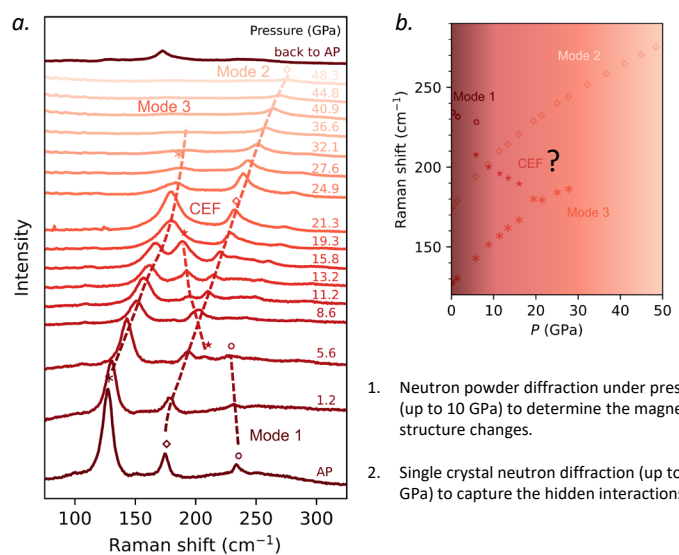 a.
Pressure (GPa)
back to AP
Mode 2
48.3
44.8
Mode 3
40.9
36.6
32.1
27.6
24.9
CEF
21.3
19.3
15.8
13.2
11.2
8.6
5.6
1.2
Mode 1
AP
Intensity
100 150 200 250 300
Raman shift (cm⁻¹)
b.
Mode 2
Mode 1
CEF ?
Mode 3
250
200
150
Raman shift (cm⁻¹)
0 10 20 30 40 50
P (GPa)
1. Neutron powder diffraction under pres
(up to 10 GPa) to determine the magne
structure changes.
2. Single crystal neutron diffraction (up to
GPa) to capture the hidden interactions